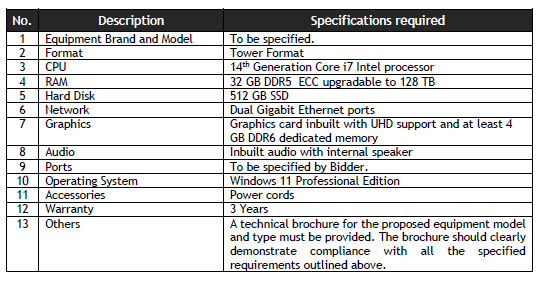 No. Description Specifications required
1 Equipment Brand and Model To be specified.
2 Format Tower Format
3 CPU 14th Generation Core i7 Intel processor
4 RAM 32 GB DDR5 ECC upgradable to 128 TB
5 Hard Disk 512 GB SSD
6 Network Dual Gigabit Ethernet ports
7 Graphics Graphics card inbuilt with UHD support and at least 4
GB DDR6 dedicated memory
8 Audio Inbuilt audio with internal speaker
9 Ports To be specified by Bidder.
10 Operating System Windows 11 Professional Edition
11 Accessories Power cords
12 Warranty 3 Years
13 Others A technical brochure for the proposed equipment model
and type must be provided. The brochure should clearly
demonstrate compliance with all the specified
requirements outlined above.